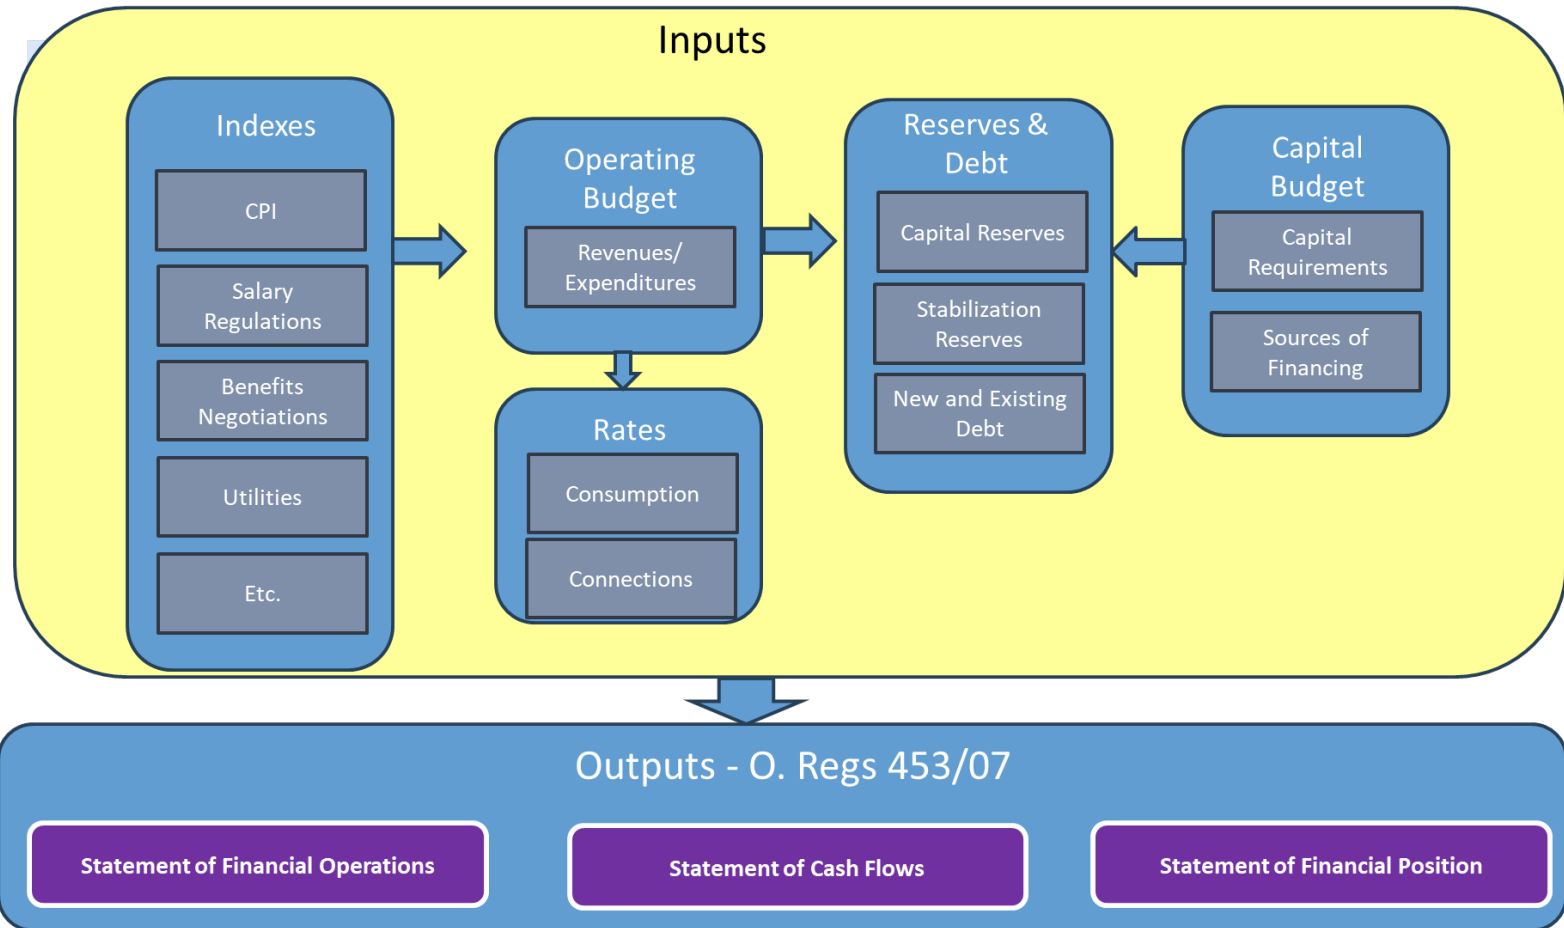 Inputs
Indexes
CPI
Salary
Regulations
Benefits
Negotiations
Utilities
Etc.
Operating
Budget
Revenues/
Expenditures
Rates
Consumption
Connections
Reserves &
Debt
Capital Reserves
Stabilization
Reserves
New and Existing
Debt
Capital
Budget
Capital
Requirements
Sources of
Financing
Outputs - O. Regs 453/07
Statement of Financial Operations
Statement of Cash Flows
Statement of Financial Position